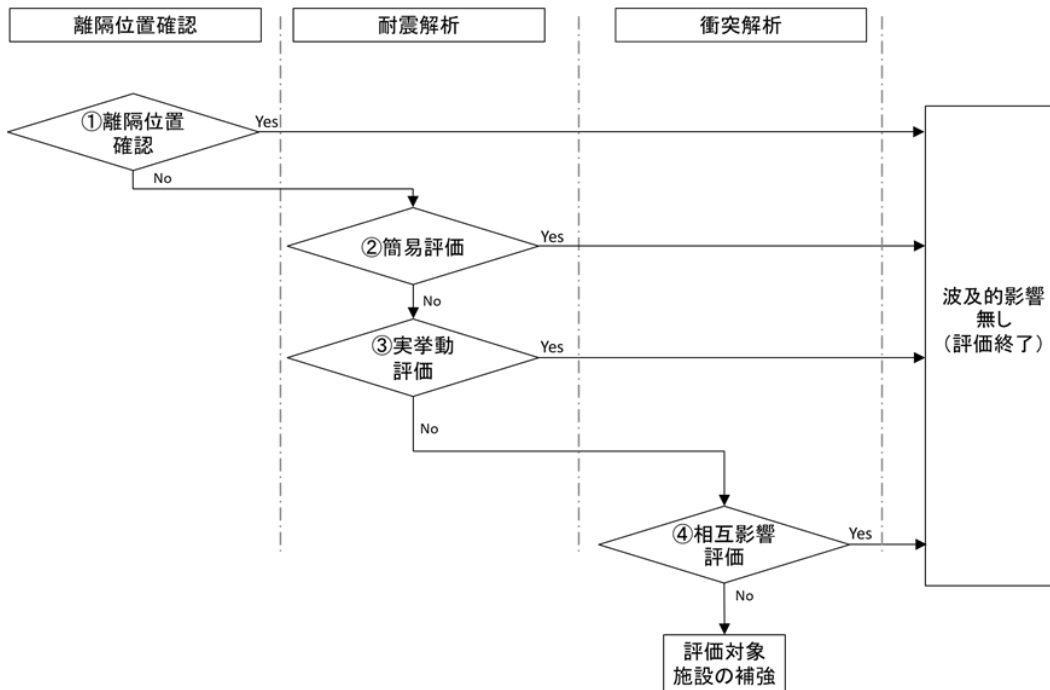 離隔位置確認
耐震解析
衝突解析
①離隔位置
確認
Yes
No
②簡易評価
Yes
No
③実挙動
評価
Yes
No
波及的影響
無し
（評価終了）
④相互影響
評価
Yes
No
評価対象
施設の補強